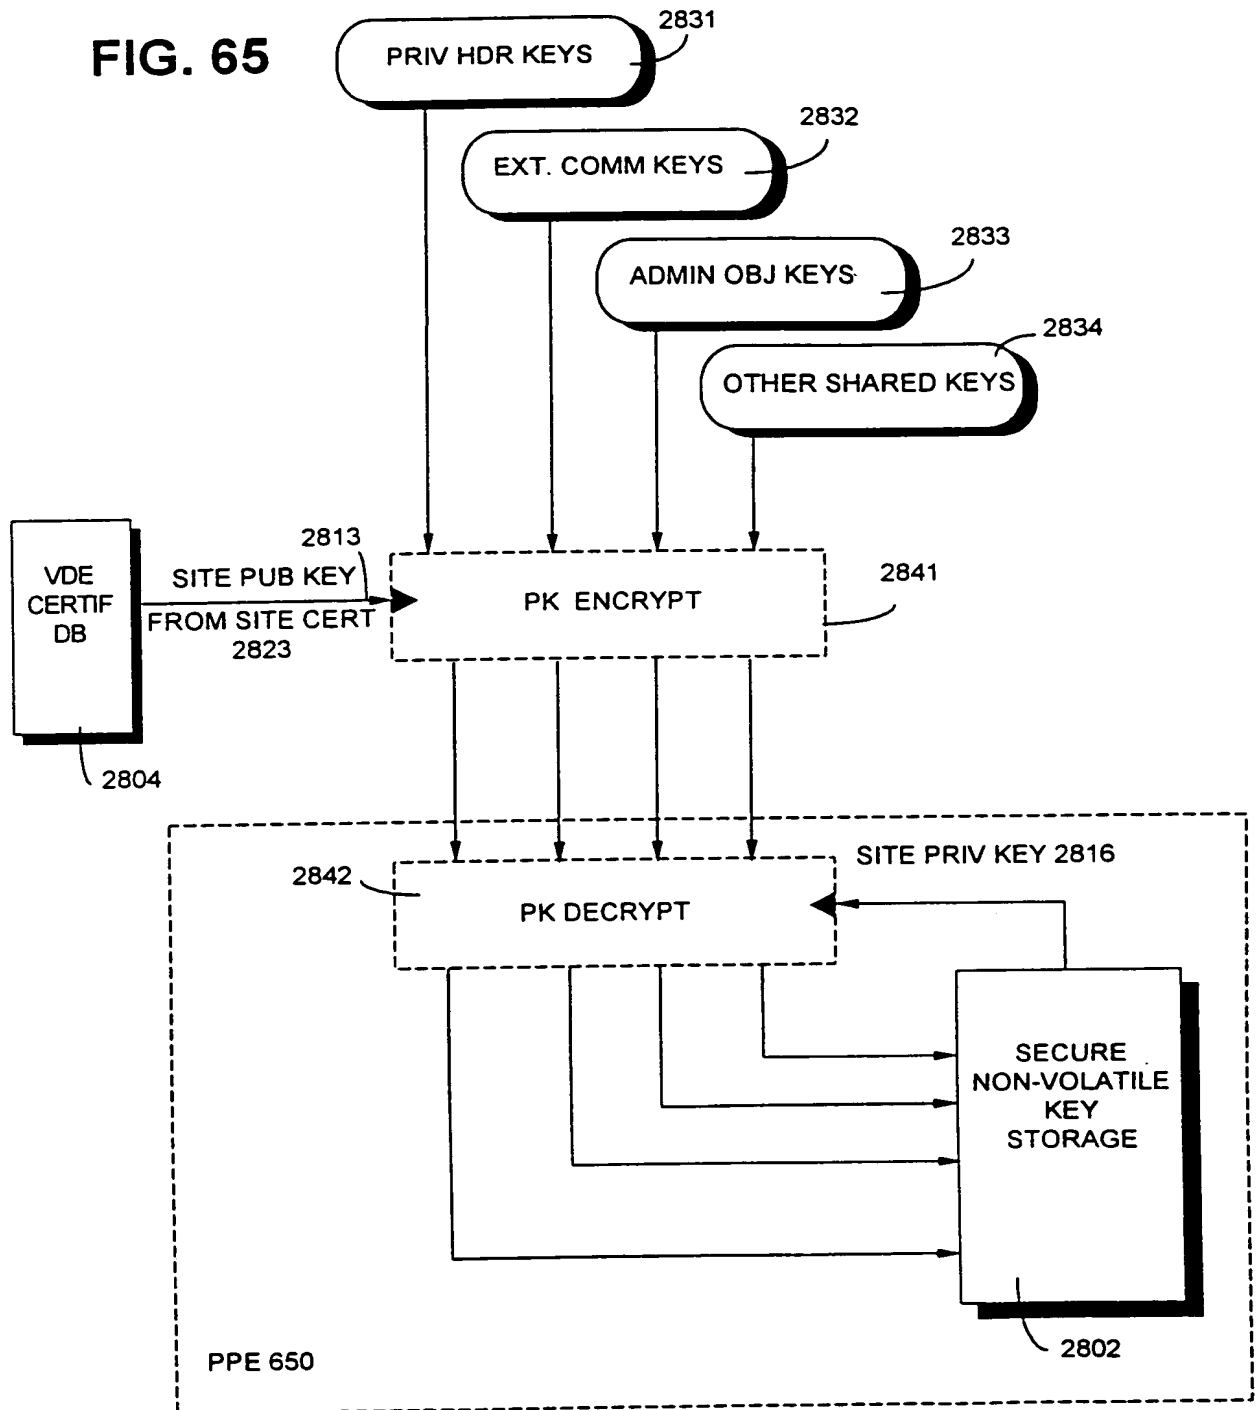 FIG. 65
2831
PRIV HDR KEYS
2832
EXT. COMM KEYS
2833
ADMIN OBJ KEYS
2834
OTHER SHARED KEYS
2813
VDE
CERTIF
DB
SITE PUB KEY
FROM SITE CERT
2823
PK ENCRYPT
2841
2804
2842
PK DECRYPT
SITE PRIV KEY 2816
SECURE
NON-VOLATILE
KEY
STORAGE
2802
PPE 650